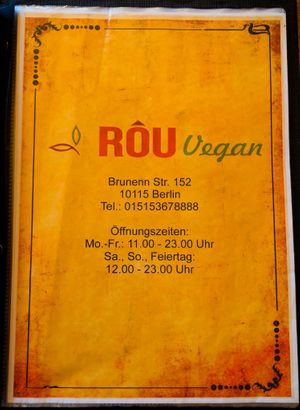 RÔU Vegan
Brunenn Str. 152
10115 Berlin
Tel.: 015153678888
Öffnungszeiten:
Mo.-Fr.: 11.00 - 23.00 Uhr
Sa., So., Feiertag:
12.00 - 23.00 Uhr